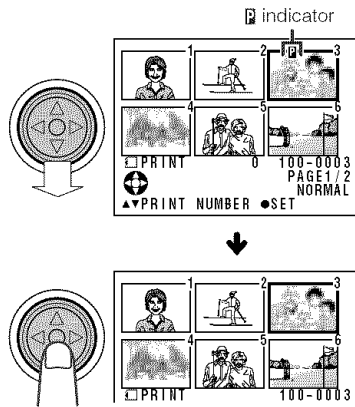 P indicator
1 2 P 3
4 5 6
PRINT 0 100-0003
PAGE1/2
NORMAL
▲▼PRINT NUMBER ●SET
1 2 3
4 5 6
PRINT 100-0003